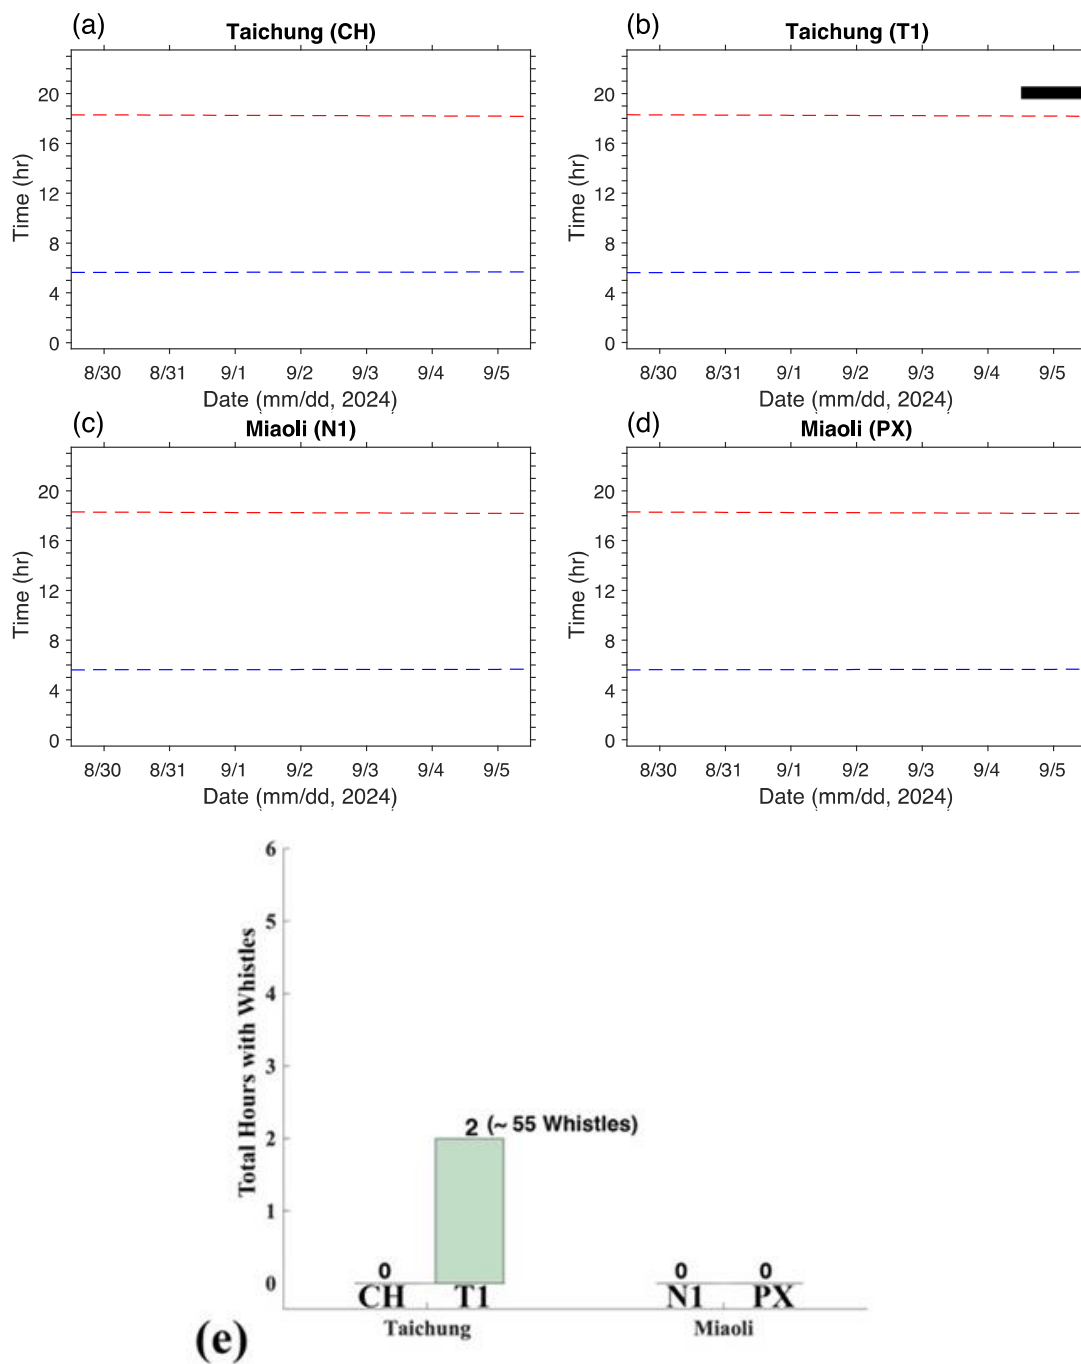 (a)
Taichung (CH)
20
16
12
8
4
0
Time (hr)
8/30 8/31 9/1 9/2 9/3 9/4 9/5
Date (mm/dd, 2024)
(b)
Taichung (T1)
20
16
12
8
4
0
Time (hr)
8/30 8/31 9/1 9/2 9/3 9/4 9/5
Date (mm/dd, 2024)
(c)
Miaoli (N1)
20
16
12
8
4
0
Time (hr)
8/30 8/31 9/1 9/2 9/3 9/4 9/5
Date (mm/dd, 2024)
(d)
Miaoli (PX)
20
16
12
8
4
0
Time (hr)
8/30 8/31 9/1 9/2 9/3 9/4 9/5
Date (mm/dd, 2024)
6
5
4
3
2
1
0
Total Hours with Whistles
2 (~ 55 Whistles)
0 0 0
CH T1 N1 PX
Taichung Miaoli
(e)